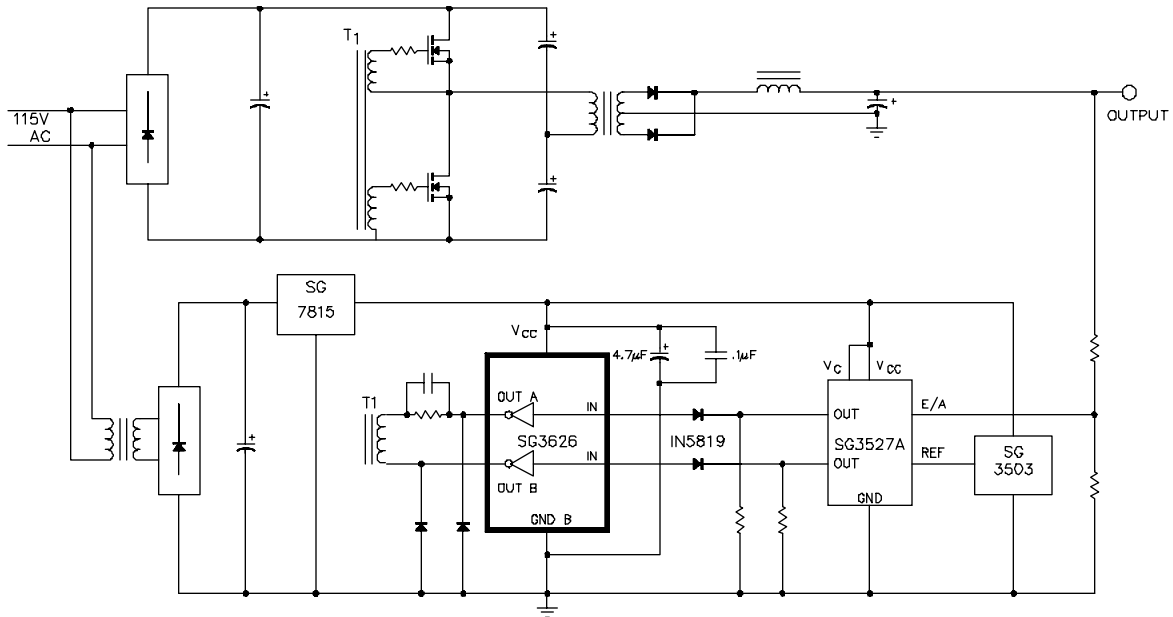 T1
115V
AC
OUTPUT
SG
7815
VCC
4.7µF
.1µF
VC
VCC
T1
OUT A
IN
OUT
E/A
SG3626
IN5819
SG3527A
SG
3503
IN
OUT
REF
OUT B
GND B
GND